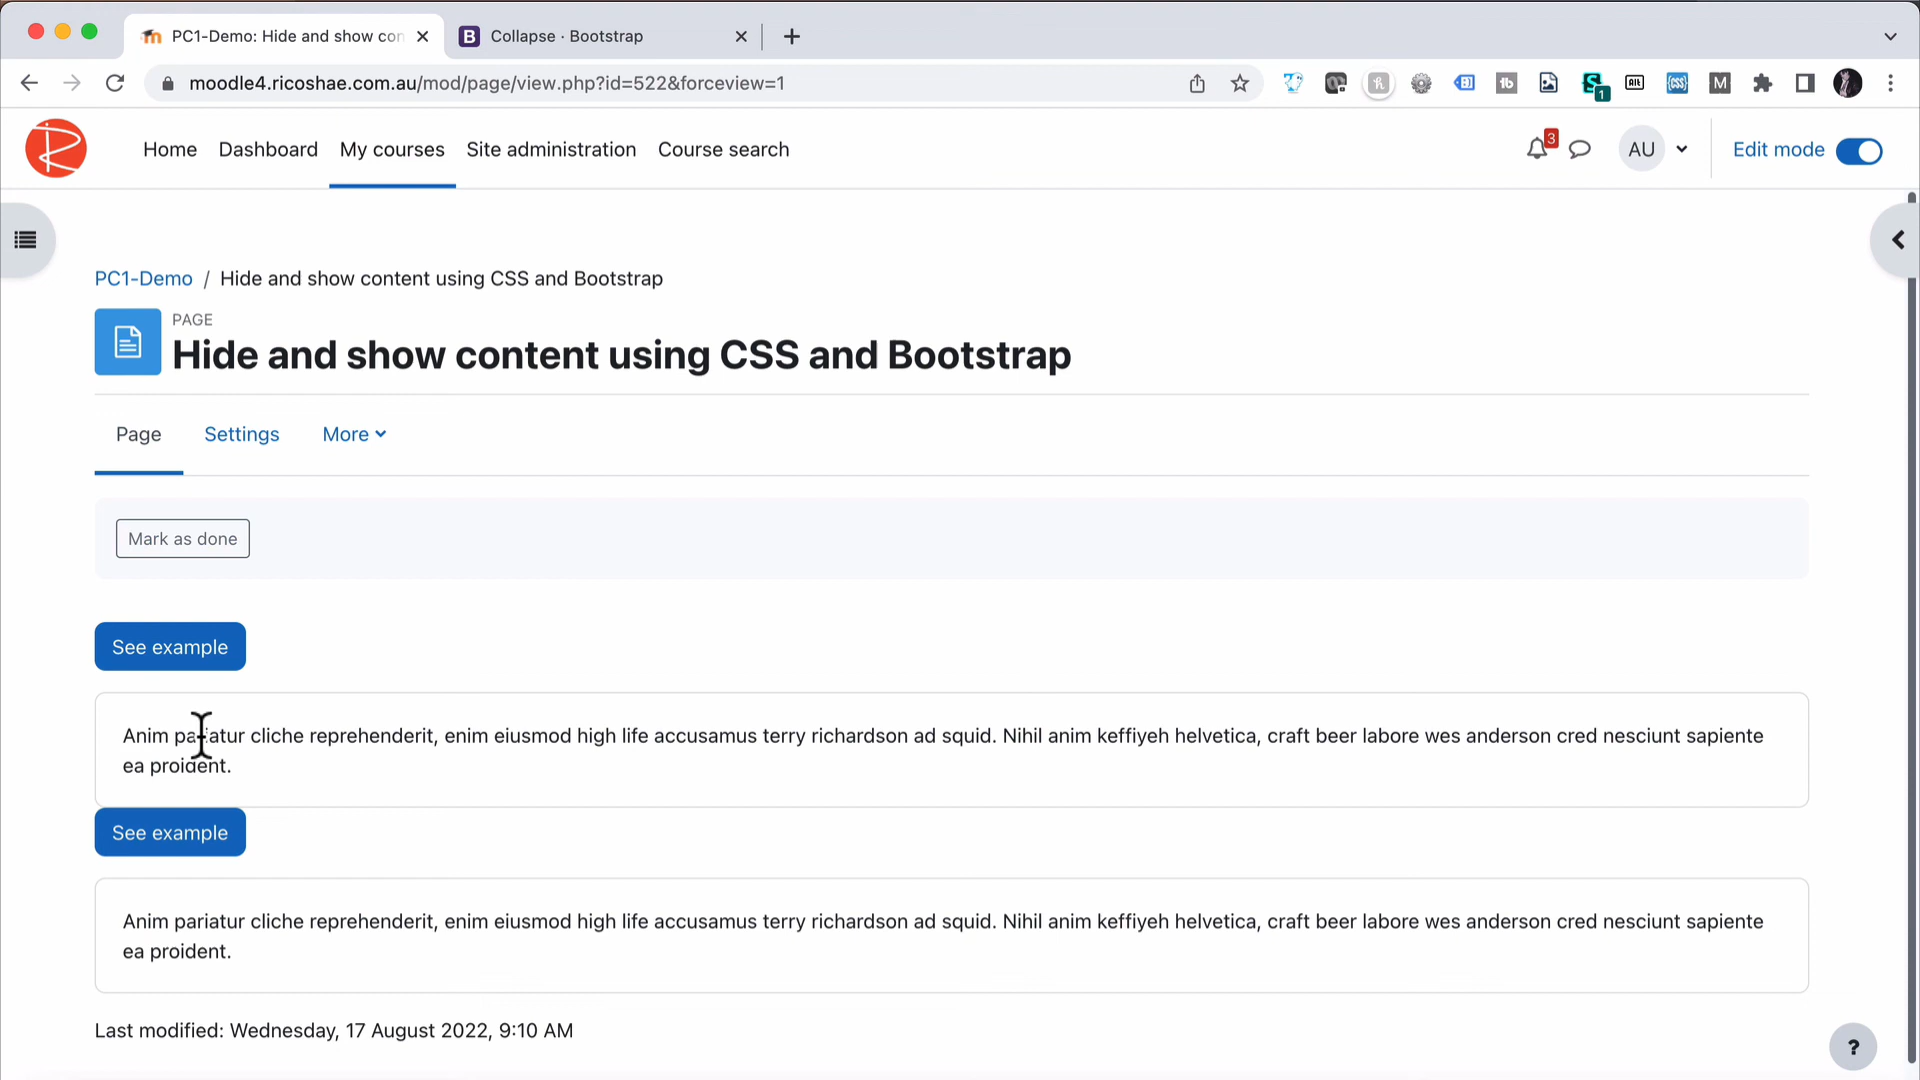 PC1-Demo: Hide and show con
Collapse · Bootstrap
moodle4.ricoshae.com.au/mod/page/view.php?id=522&forceview=1
1
Home Dashboard My courses Site administration Course search
3
AU
Edit mode
PC1-Demo / Hide and show content using CSS and Bootstrap
PAGE
Hide and show content using CSS and Bootstrap
Page Settings More
Mark as done
See example
Anim pariatur cliche reprehenderit, enim eiusmod high life accusamus terry richardson ad squid. Nihil anim keffiyeh helvetica, craft beer labore wes anderson cred nesciunt sapiente
ea proident.
See example
Anim pariatur cliche reprehenderit, enim eiusmod high life accusamus terry richardson ad squid. Nihil anim keffiyeh helvetica, craft beer labore wes anderson cred nesciunt sapiente
ea proident.
Last modified: Wednesday, 17 August 2022, 9:10 AM
?